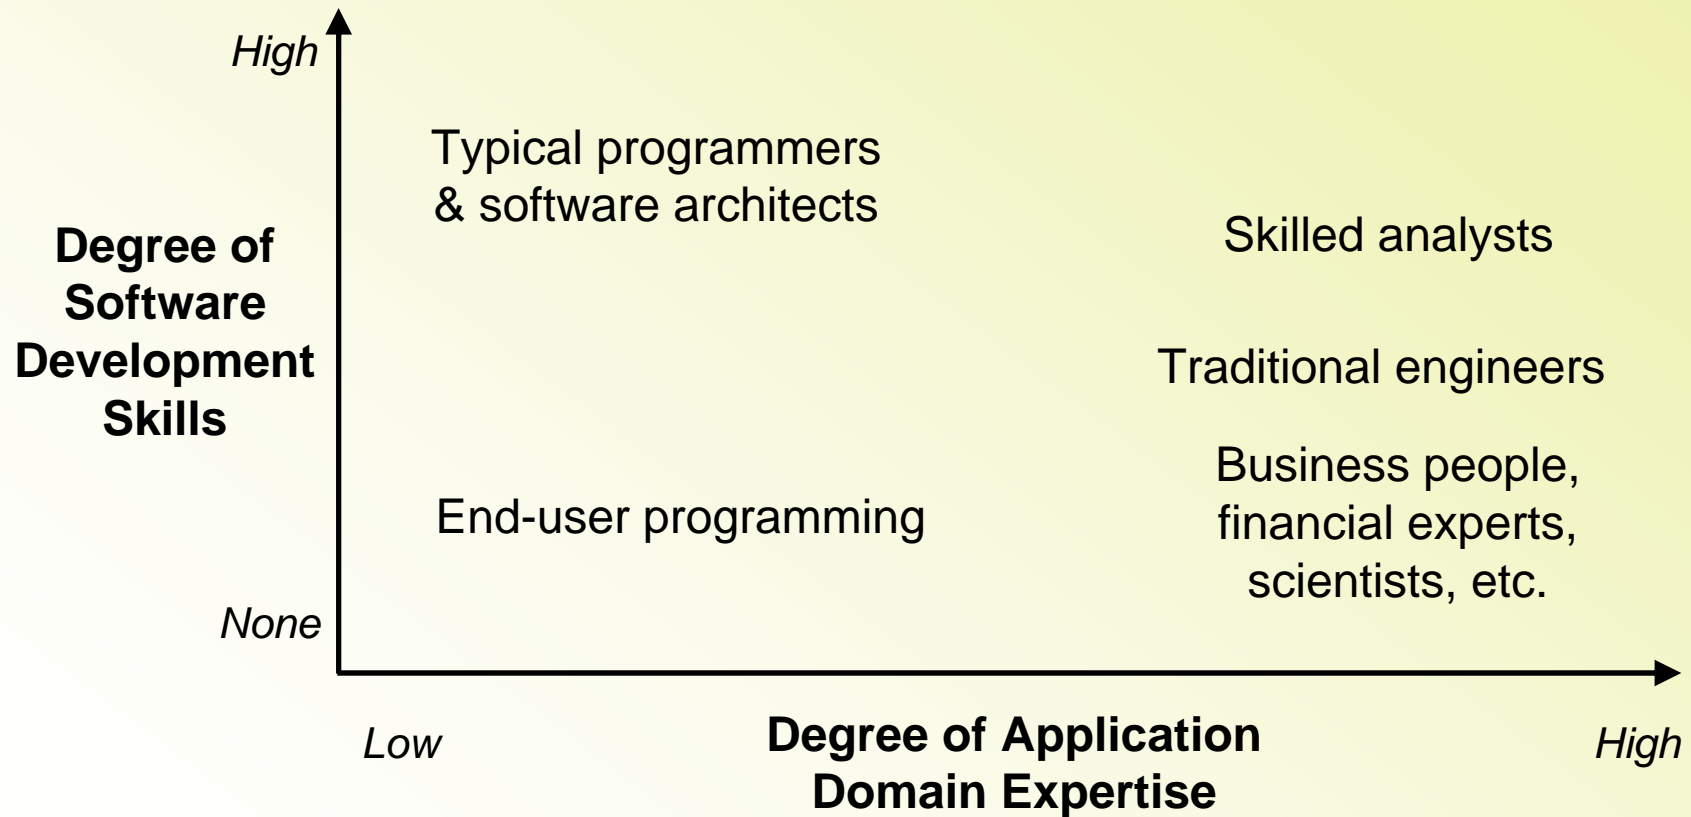 High
Typical programmers
& software architects
Degree of
Software
Development
Skills
Skilled analysts
Traditional engineers
End-user programming
Business people,
financial experts,
scientists, etc.
None
Low
Degree of Application
Domain Expertise
High